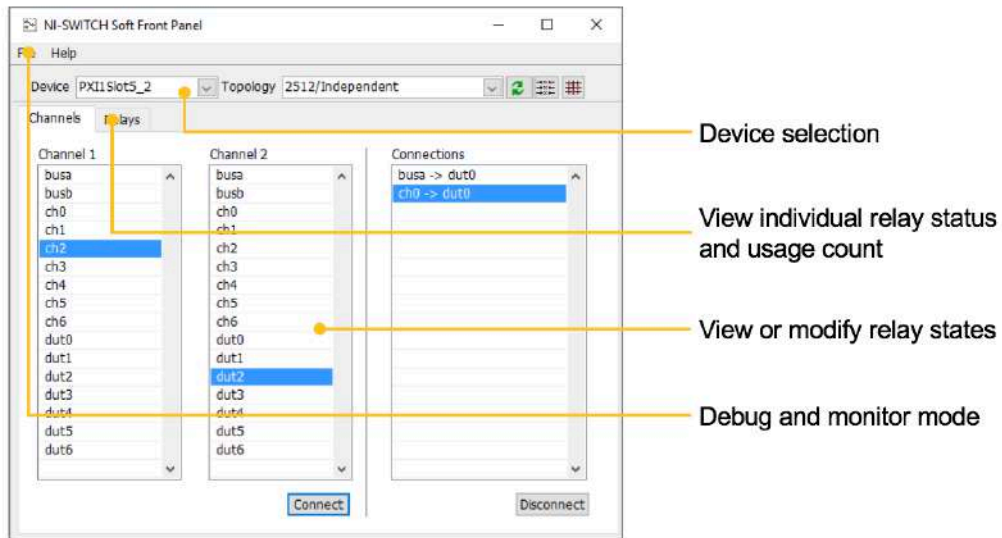 NI-SWITCH Soft Front Panel
File Help
Device PXI1Slot5_2 Topology 2512/Independent
Channels Relays
Channel 1
busa
busb
ch0
ch1
ch2
ch3
ch4
ch5
ch6
dut0
dut1
dut2
dut3
dut4
dut5
dut6
Channel 2
busa
busb
ch0
ch1
ch2
ch3
ch4
ch5
ch6
dut0
dut1
dut2
dut3
dut4
dut5
dut6
Connect
Connections
busa -> dut0
ch0 -> dut0
Disconnect
Device selection
View individual relay status
and usage count
View or modify relay states
Debug and monitor mode